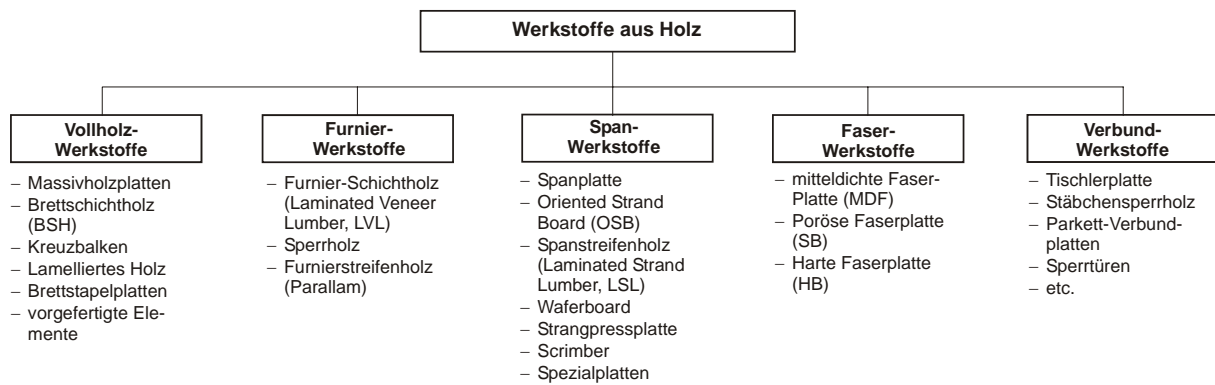 Werkstoffe aus Holz
Vollholz-
Werkstoffe
– Massivholzplatten
– Brettschichtholz
(BSH)
– Kreuzbalken
– Lamelliertes Holz
– Brettstapelplatten
– vorgefertigte Ele-
mente
Furnier-
Werkstoffe
– Furnier-Schichtholz
(Laminated Veneer
Lumber, LVL)
– Sperrholz
– Furnierstreifenholz
(Parallam)
Span-
Werkstoffe
– Spanplatte
– Oriented Strand
Board (OSB)
– Spanstreifenholz
(Laminated Strand
Lumber, LSL)
– Waferboard
– Strangpressplatte
– Scrimber
– Spezialplatten
Faser-
Werkstoffe
– mitteldichte Faser-
Platte (MDF)
– Poröse Faserplatte
(SB)
– Harte Faserplatte
(HB)
Verbund-
Werkstoffe
– Tischlerplatte
– Stäbchensperrholz
– Parkett-Verbund-
platten
– Sperrtüren
– etc.